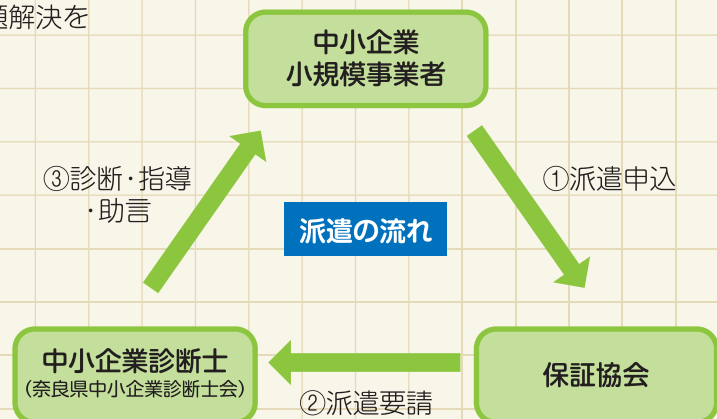 題解決を
中小企業
小規模事業者
③診断・指導
・助言
①派遣申込
派遣の流れ
中小企業診断士
(奈良県中小企業診断士会)
保証協会
②派遣要請